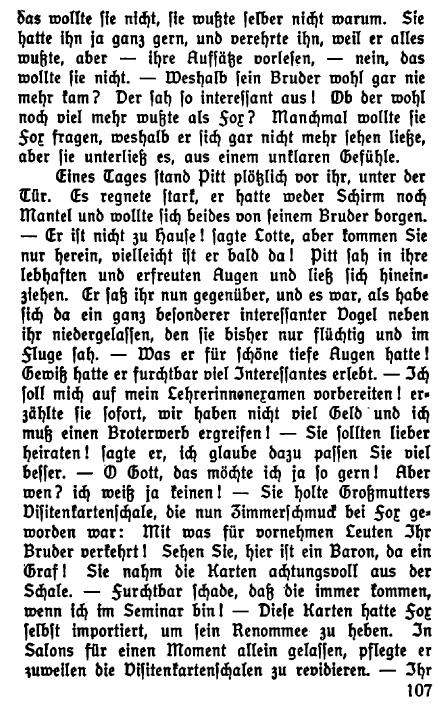 das wollte sie nicht, sie wußte selber nicht warum. Sie
hatte ihn ja ganz gern, und verehrte ihn, weil er alles
wußte, aber — ihre Aufsätze vorlesen, — nein, das
wollte sie nicht. — Weshalb sein Bruder wohl gar nie
mehr kam? Der sah so interessant aus! Ob der wohl
noch viel mehr wußte als Fox? Manchmal wollte sie
Fox fragen, weshalb er sich gar nicht mehr sehen ließe,
aber sie unterließ es, aus einem unklaren Gefühle.
Eines Tages stand Pitt plötzlich vor ihr, unter der
Tür. Es regnete stark, er hatte weder Schirm noch
Mantel und wollte sich beides von seinem Bruder borgen.
— Er ist nicht zu Hause! sagte Lotte, aber kommen Sie
nur herein, vielleicht ist er bald da! Pitt sah in ihre
lebhaften und erfreuten Augen und ließ sich hinein-
ziehen. Er saß ihr nun gegenüber, und es war, als habe
sich da ein ganz besonderer interessanter Vogel neben
ihr niedergelassen, den sie bisher nur flüchtig und im
Fluge sah. — Was er für schöne tiefe Augen hatte!
Gewiß hatte er furchtbar viel Interessantes erlebt. — Ich
soll mich auf mein Lehrerinnenexamen vorbereiten! er-
zählte sie sofort, wir haben nicht viel Geld und ich
muß einen Broterwerb ergreifen! — Sie sollten lieber
heiraten! sagte er, ich glaube dazu passen Sie viel
besser. — O Gott, das möchte ich ja so gern! Aber
wen? ich weiß ja keinen! — Sie holte Großmutters
Visitenkartenschale, die nun Zimmerschmuck bei Fox ge-
worden war: Mit was für vornehmen Leuten Ihr
Bruder verkehrt! Sehen Sie, hier ist ein Baron, da ein
Graf! Sie nahm die Karten achtungsvoll aus der
Schale. — Furchtbar schade, daß die immer kommen,
wenn ich im Seminar bin! — Diese Karten hatte Fox
selbst importiert, um sein Renommee zu heben. In
Salons für einen Moment allein gelassen, pflegte er
zuweilen die Visitenkartenschalen zu revidieren. — Ihr
107